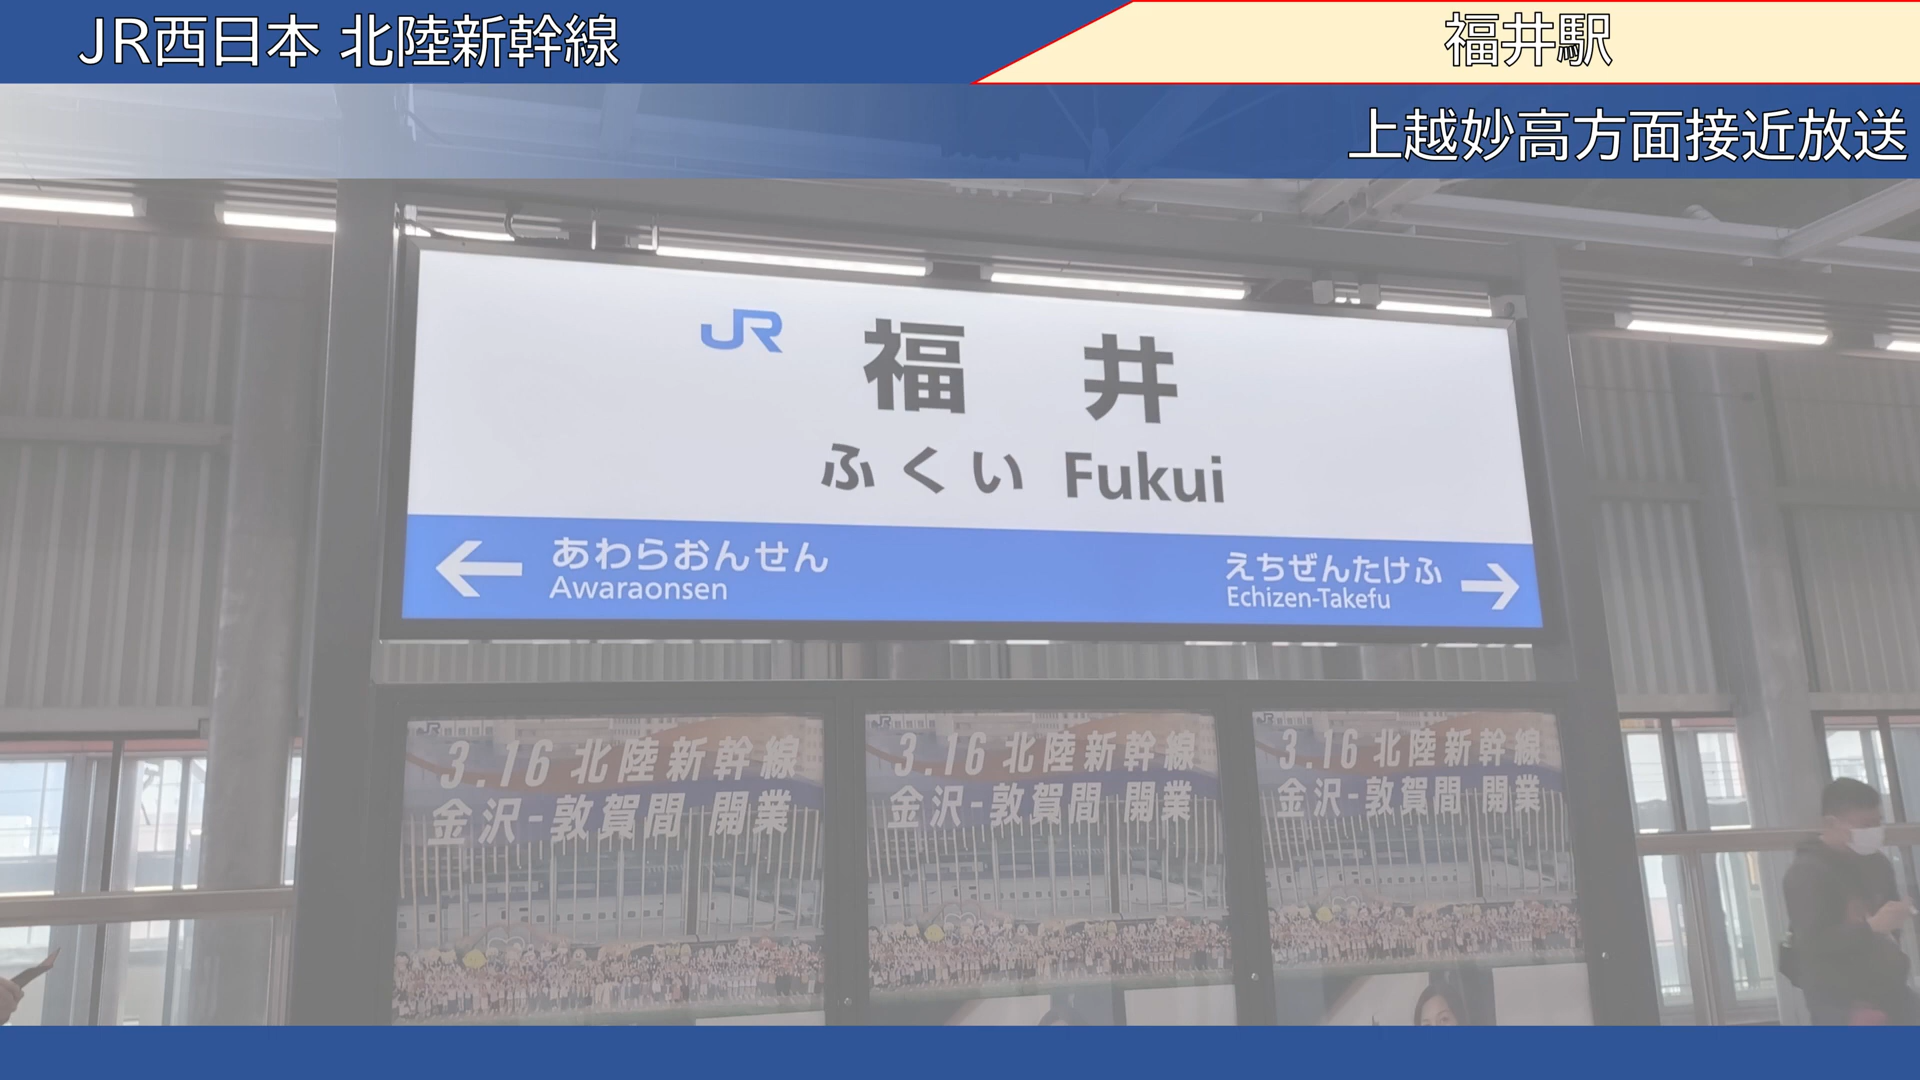 JR西日本 北陸新幹線
福井駅
上越妙高方面接近放送
JR 福井
ふくい Fukui
← あわらおんせん
Awaraonsen
えちぜんたけふ →
Echizen-Takefu
JR
3.16 北陸新幹線
金沢-敦賀間 開業
JR
3.16 北陸新幹線
金沢-敦賀間 開業
JR
3.16 北陸新幹線
金沢-敦賀間 開業